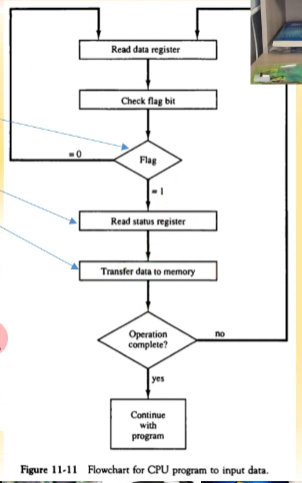 Read data register
Check flag bit
Flag
= 0
= 1
Read status register
Transfer data to memory
Operation
complete?
no
yes
Continue
with
program
Figure 11-11 Flowchart for CPU program to input data.